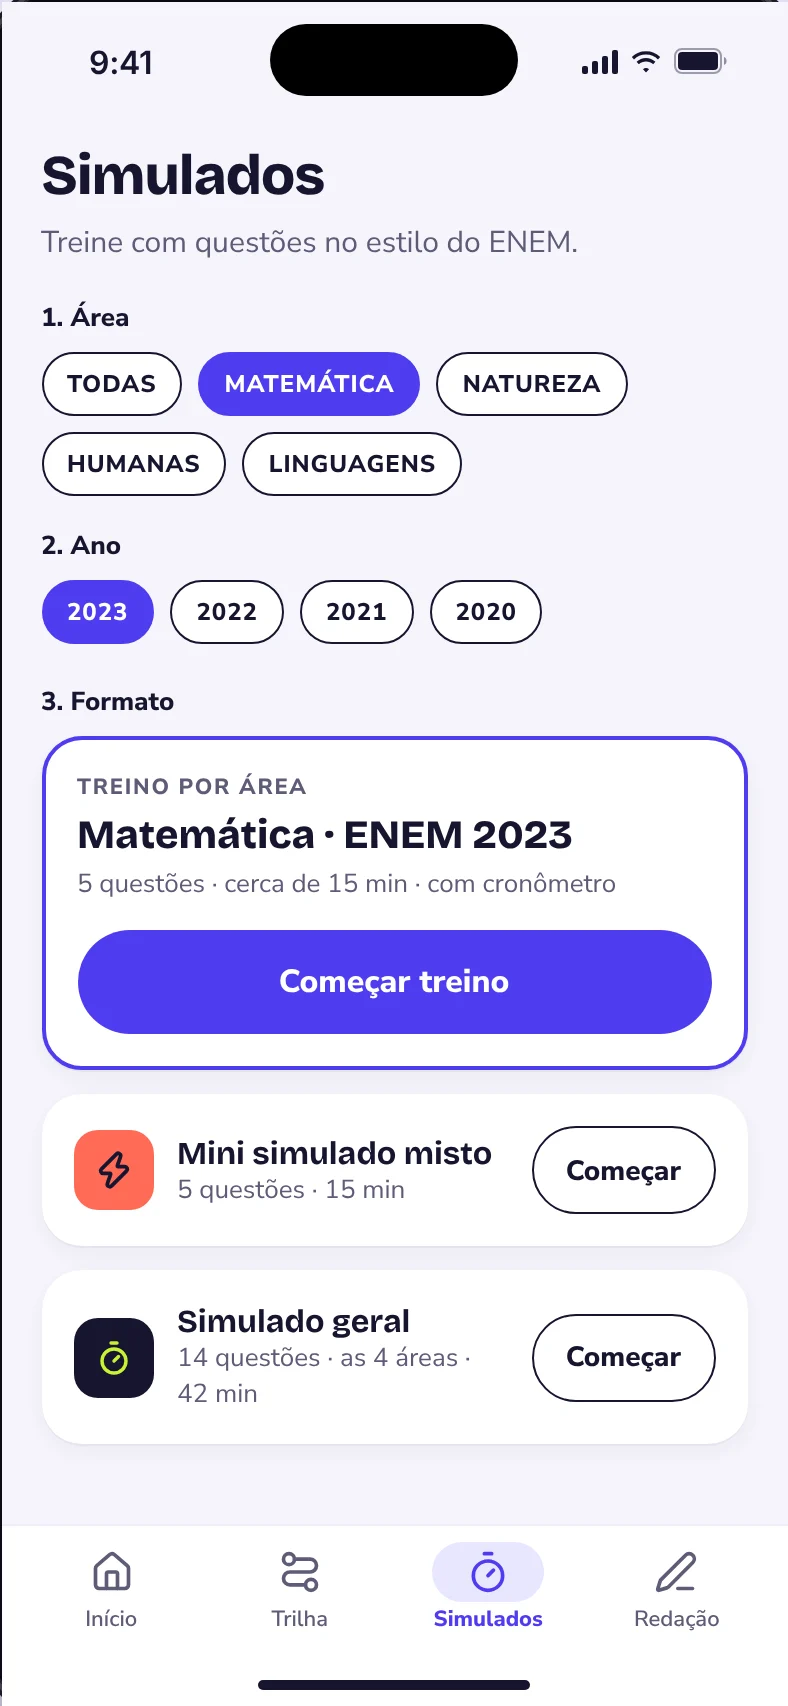 9:41
Simulados
Treine com questões no estilo do ENEM.
1. Área
TODAS
MATEMÁTICA
NATUREZA
HUMANAS
LINGUAGENS
2. Ano
2023
2022
2021
2020
3. Formato
TREINO POR ÁREA
Matemática · ENEM 2023
5 questões · cerca de 15 min · com cronômetro
Começar treino
Mini simulado misto
5 questões · 15 min
Começar
Simulado geral
14 questões · as 4 áreas ·
42 min
Começar
Início
Trilha
Simulados
Redação